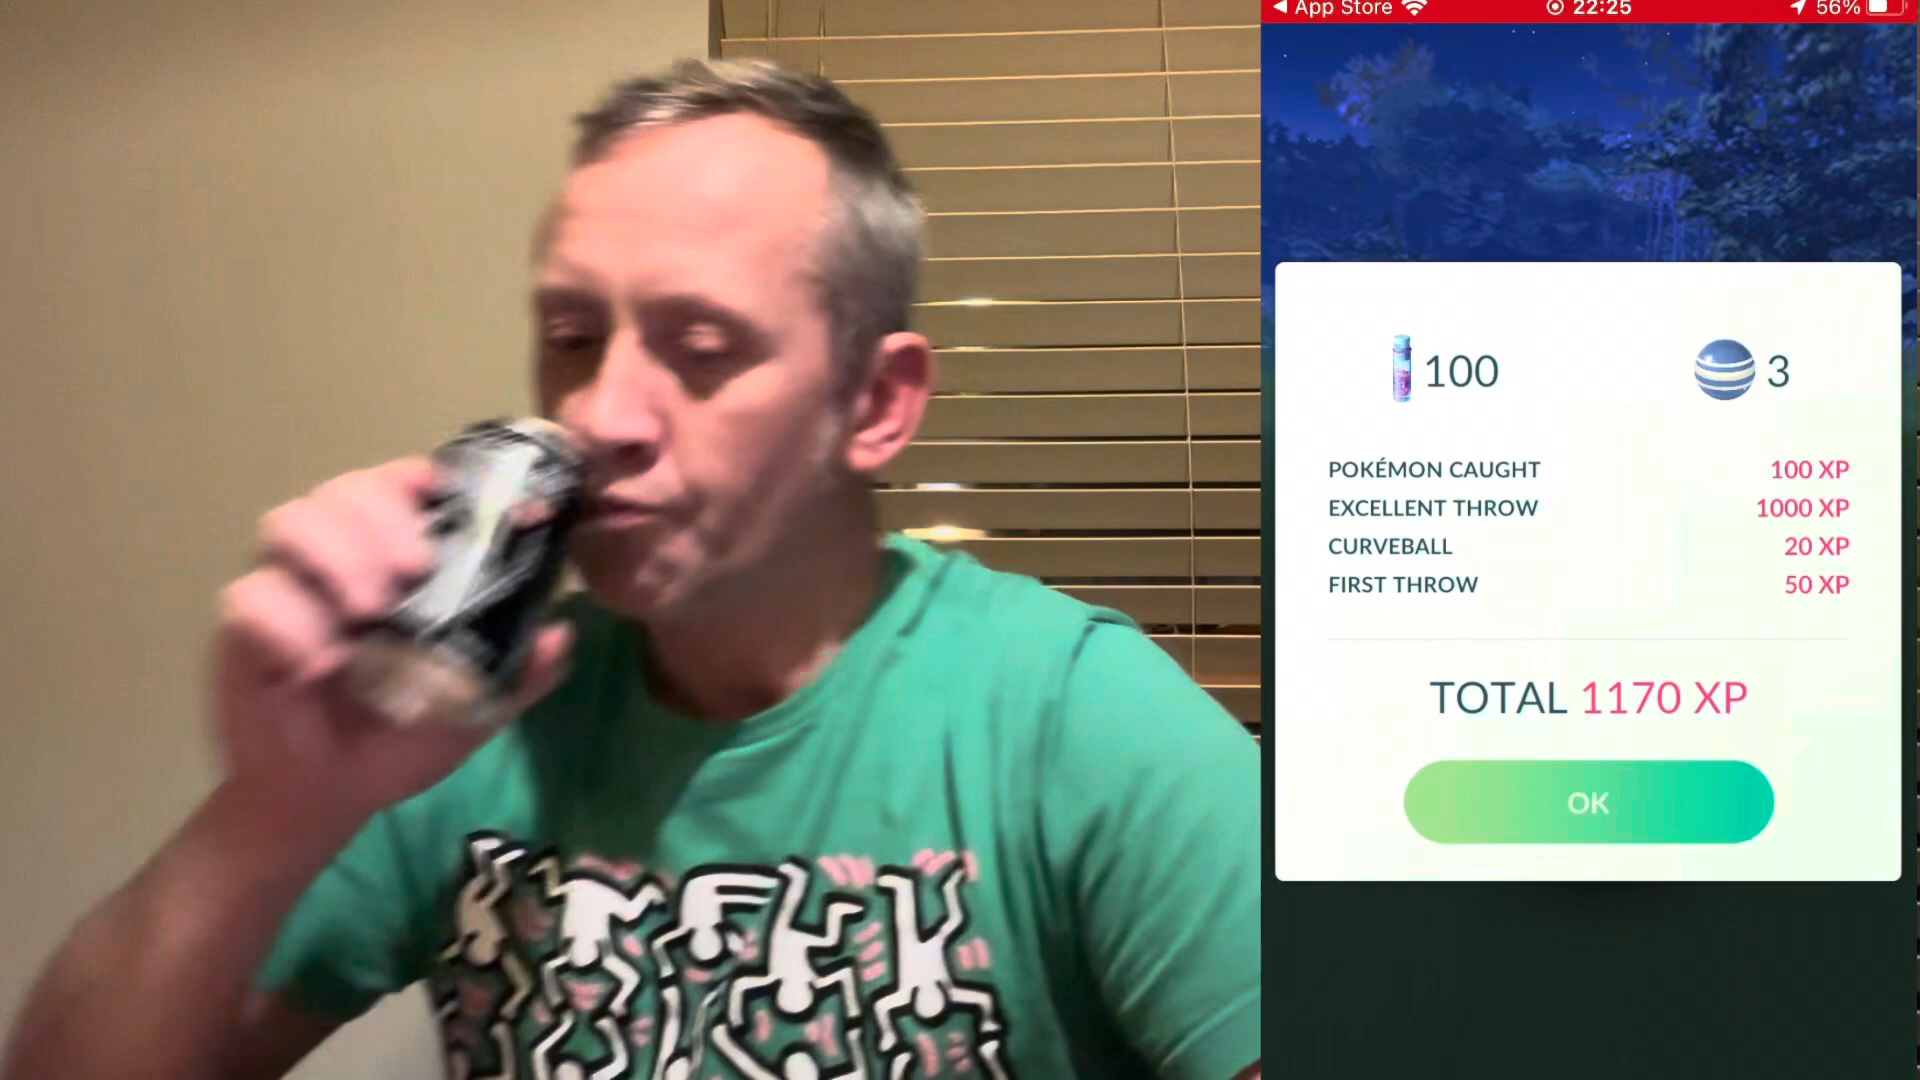 ◀ App Store 22:25 56%
100 3
POKÉMON CAUGHT 100 XP
EXCELLENT THROW 1000 XP
CURVEBALL 20 XP
FIRST THROW 50 XP
TOTAL 1170 XP
OK